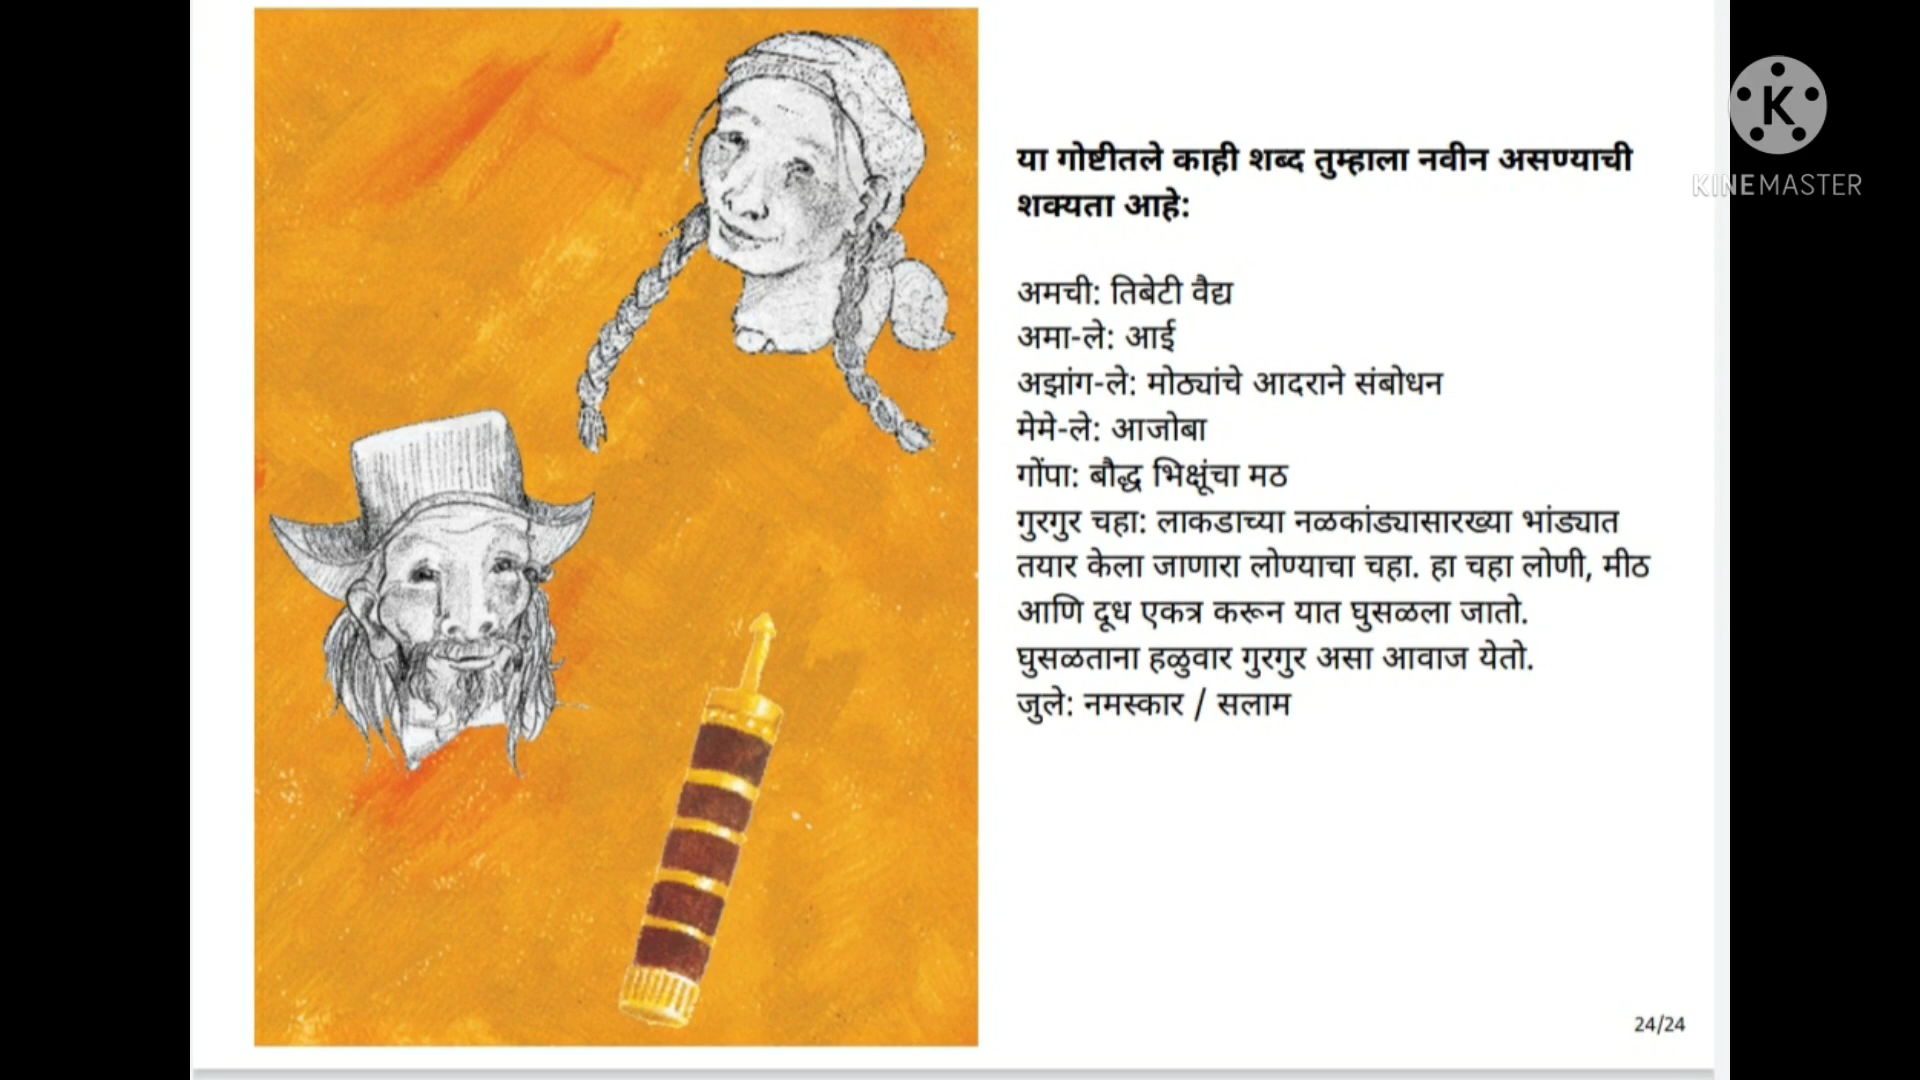 या गोष्टीतले काही शब्द तुम्हाला नवीन असण्याची
शक्यता आहे:
अमची: तिबेटी वैद्य
अमा-ले: आई
अझांग-ले: मोठ्यांचे आदराने संबोधन
मेमे-ले: आजोबा
गोंपा: बौद्ध भिक्षूंचा मठ
गुरगुर चहा: लाकडाच्या नळकांड्यासारख्या भांड्यात
तयार केला जाणारा लोण्याचा चहा. हा चहा लोणी, मीठ
आणि दूध एकत्र करून यात घुसळला जातो.
घुसळताना हळुवार गुरगुर असा आवाज येतो.
जुले: नमस्कार / सलाम
24/24
K
KINEMASTER